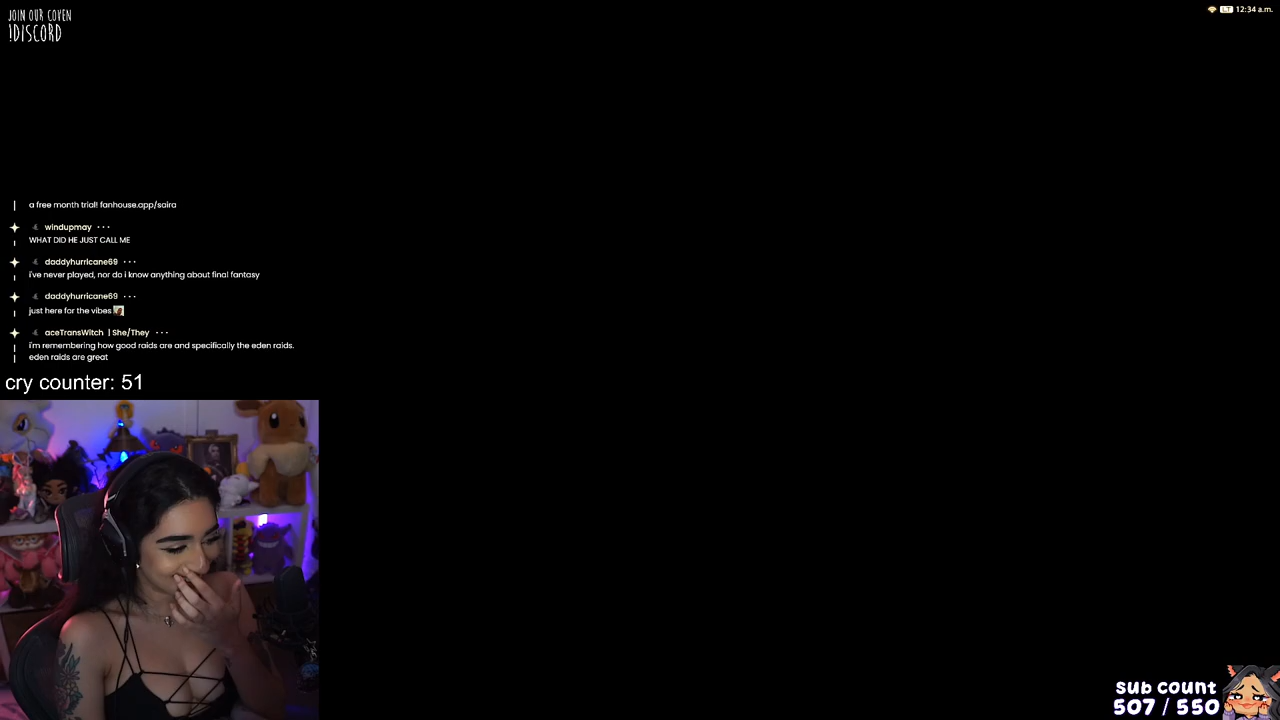 JOIN OUR COVEN
!DISCORD
LT 12:34 a.m.
a free month trial! fanhouse.app/saira
windupmay
WHAT DID HE JUST CALL ME
daddyhurricane69
i've never played, nor do i know anything about final fantasy
daddyhurricane69
just here for the vibes
aceTransWitch | She/They
i'm remembering how good raids are and specifically the eden raids.
eden raids are great
cry counter: 51
sub count
507 / 550